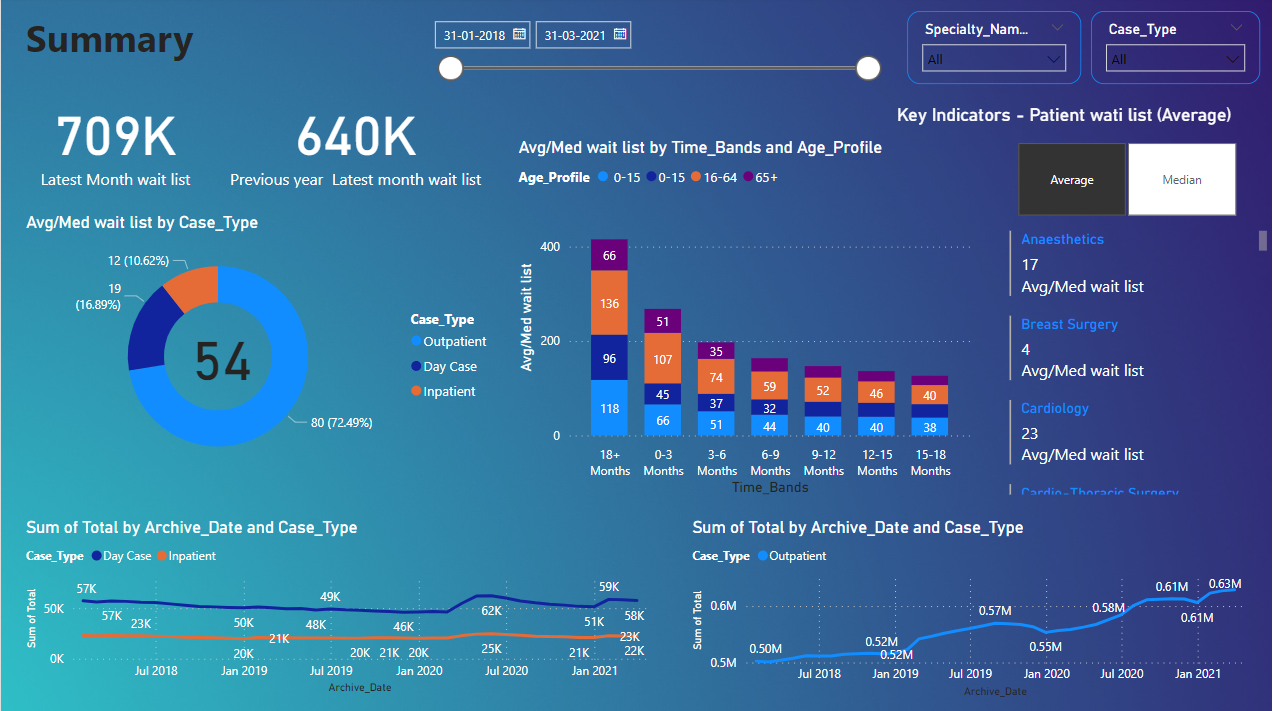 Summary
31-01-2018
31-03-2021
Specialty_Nam...
All
Case_Type
All
709K
Latest Month wait list
640K
Previous year Latest month wait list
Key Indicators - Patient wati list (Average)
Average
Median
Anaesthetics
17
Avg/Med wait list
Breast Surgery
4
Avg/Med wait list
Cardiology
23
Avg/Med wait list
Cardio-Thoracic Surgery
Avg/Med wait list by Case_Type
12 (10.62%)
19
(16.89%)
54
80 (72.49%)
Case_Type
Outpatient
Day Case
Inpatient
Avg/Med wait list by Time_Bands and Age_Profile
Age_Profile 0-15 0-15 16-64 65+
Avg/Med wait list
400
200
0
66
136
96
118
51
107
45
66
35
74
37
51
59
32
44
52
40
46
40
40
38
18+
Months
0-3
Months
3-6
Months
6-9
Months
9-12
Months
12-15
Months
15-18
Months
Time_Bands
Sum of Total by Archive_Date and Case_Type
Case_Type Day Case Inpatient
Sum of Total
50K
0K
57K
57K
23K
50K
20K
21K
49K
48K
20K
21K
46K
20K
62K
25K
21K
51K
59K
58K
23K
22K
Jul 2018
Jan 2019
Jul 2019
Jan 2020
Jul 2020
Jan 2021
Archive_Date
Sum of Total by Archive_Date and Case_Type
Case_Type Outpatient
Sum of Total
0.6M
0.5M
0.50M
0.52M
0.52M
0.57M
0.55M
0.58M
0.61M
0.61M
0.63M
Jul 2018
Jan 2019
Jul 2019
Jan 2020
Jul 2020
Jan 2021
Archive_Date